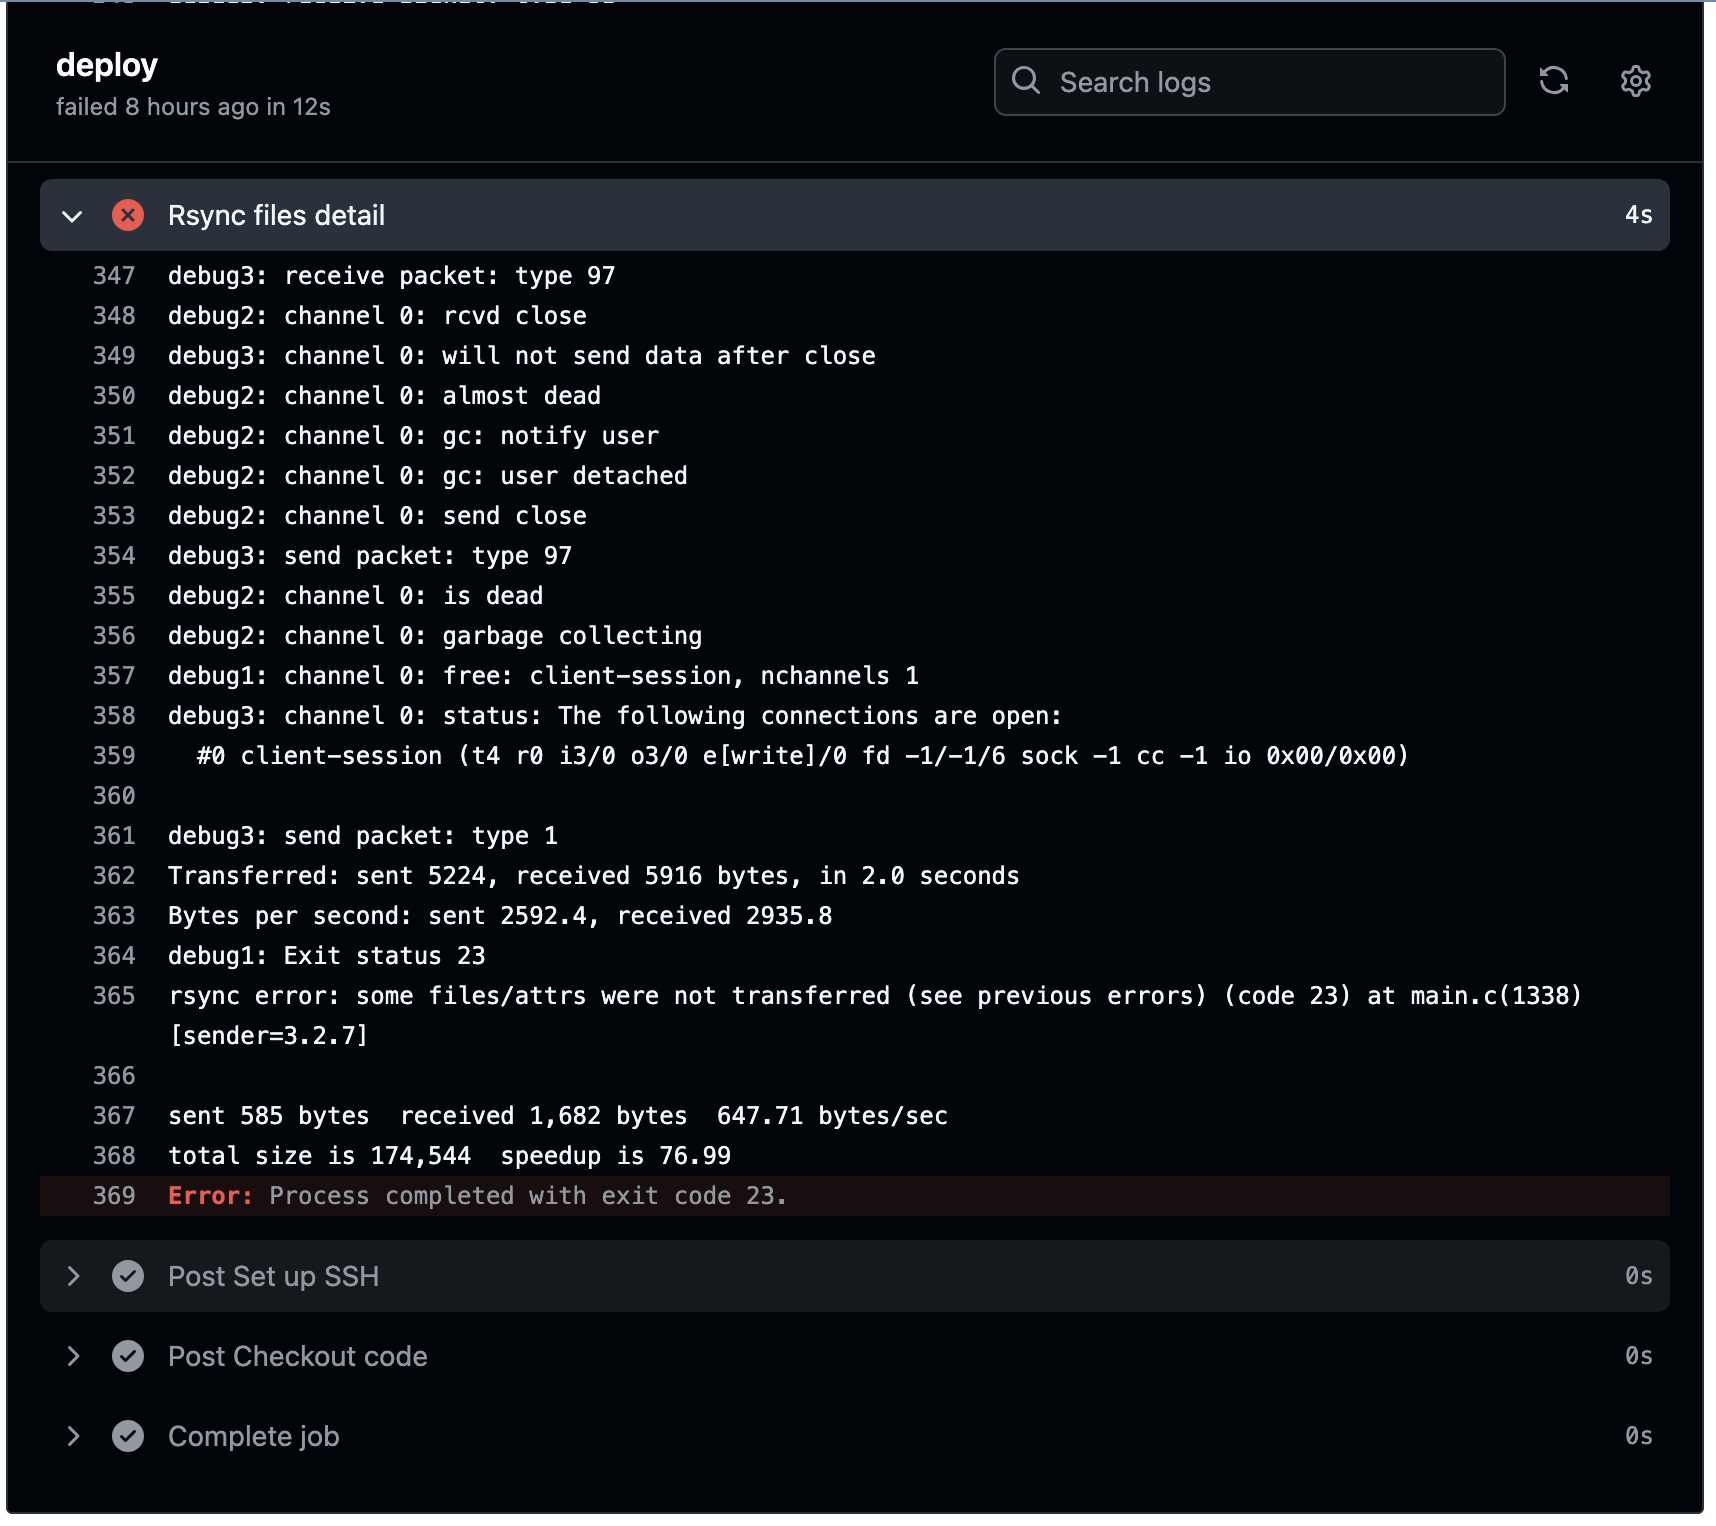 deploy
failed 8 hours ago in 12s
Search logs
Rsync files detail 4s
347 debug3: receive packet: type 97
348 debug2: channel 0: rcvd close
349 debug3: channel 0: will not send data after close
350 debug2: channel 0: almost dead
351 debug2: channel 0: gc: notify user
352 debug2: channel 0: gc: user detached
353 debug2: channel 0: send close
354 debug3: send packet: type 97
355 debug2: channel 0: is dead
356 debug2: channel 0: garbage collecting
357 debug1: channel 0: free: client-session, nchannels 1
358 debug3: channel 0: status: The following connections are open:
359 #0 client-session (t4 r0 i3/0 o3/0 e[write]/0 fd -1/-1/6 sock -1 cc -1 io 0x00/0x00)
360
361 debug3: send packet: type 1
362 Transferred: sent 5224, received 5916 bytes, in 2.0 seconds
363 Bytes per second: sent 2592.4, received 2935.8
364 debug1: Exit status 23
365 rsync error: some files/attrs were not transferred (see previous errors) (code 23) at main.c(1338)
[sender=3.2.7]
366
367 sent 585 bytes  received 1,682 bytes  647.71 bytes/sec
368 total size is 174,544  speedup is 76.99
369 Error: Process completed with exit code 23.
Post Set up SSH 0s
Post Checkout code 0s
Complete job 0s